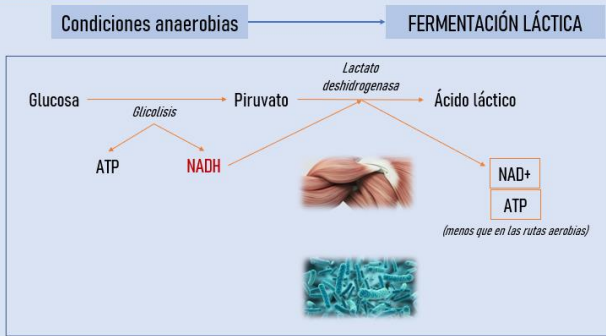 Condiciones anaerobias
FERMENTACIÓN LÁCTICA
Lactato
deshidrogenasa
Glucosa
Piruvato
Ácido láctico
Glicolisis
ATP
NADH
NAD+
ATP
(menos que en las rutas aerobias)